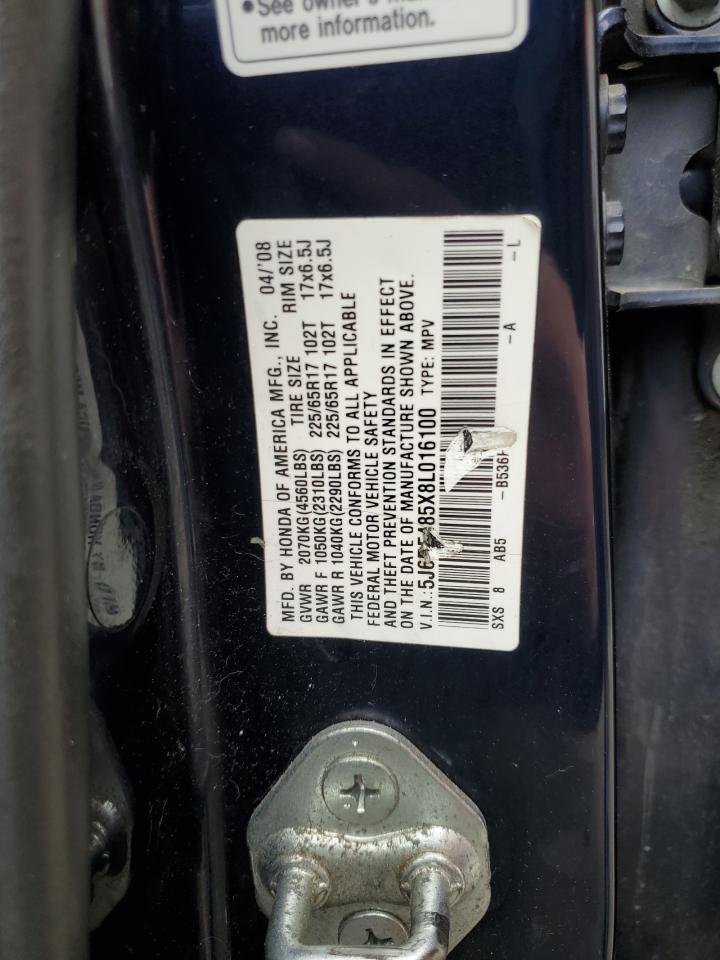 •See owner's
more information.
MFG. BY HONDA OF AMERICA MFG., INC. 04/'08
GVWR 2070KG(4560LBS) TIRE SIZE RIM SIZE
GAWR F 1050KG(2310LBS) 225/65R17 102T 17x6.5J
GAWR R 1040KG(2290LBS) 225/65R17 102T 17x6.5J
THIS VEHICLE CONFORMS TO ALL APPLICABLE
FEDERAL MOTOR VEHICLE SAFETY
AND THEFT PREVENTION STANDARDS IN EFFECT
ON THE DATE OF MANUFACTURE SHOWN ABOVE.
V.I.N.: TYPE: MPV
SXS 8 AB5 -B536 -A -L